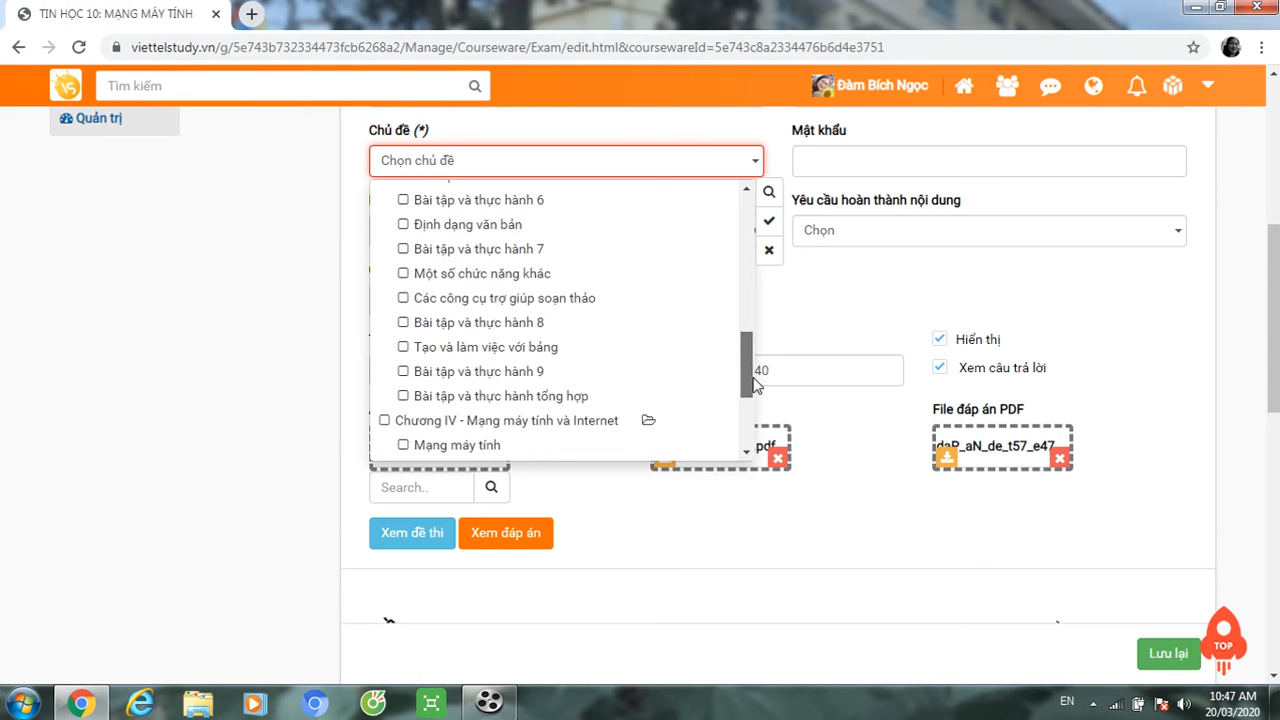 TIN HỌC 10: MẠNG MÁY TÍNH
viettelstudy.vn/g/5e743b732334473fcb6268a2/Manage/Courseware/Exam/edit.html&coursewareId=5e743c8a2334476b6d4e3751
VS
Tìm kiếm
Đàm Bích Ngọc
Quản trị
Chủ đề (*)
Mật khẩu
Chọn chủ đề
Bài tập và thực hành 6
Yêu cầu hoàn thành nội dung
Định dạng văn bản
Chọn
Bài tập và thực hành 7
Một số chức năng khác
Các công cụ trợ giúp soạn thảo
Bài tập và thực hành 8
Hiển thị
Tạo và làm việc với bảng
Bài tập và thực hành 9
40
Xem câu trả lời
Bài tập và thực hành tổng hợp
File đáp án PDF
Chương IV - Mạng máy tính và Internet
Mạng máy tính
pdf
daP_aN_de_t57_e47
Search..
Xem đề thi
Xem đáp án
Lưu lại
TOP
EN
10:47 AM
20/03/2020